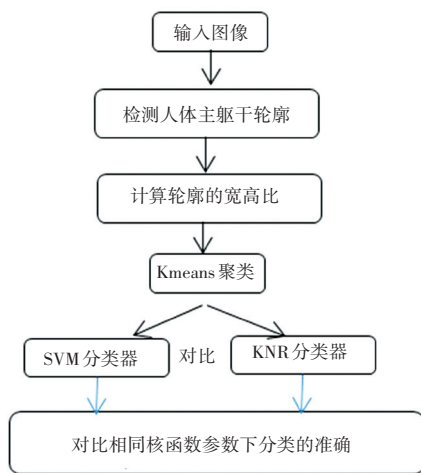 输入图像
检测人体主躯干轮廓
计算轮廓的宽高比
Kmeans 聚类
SVM 分类器 对比 KNR 分类器
对比相同核函数参数下分类的准确